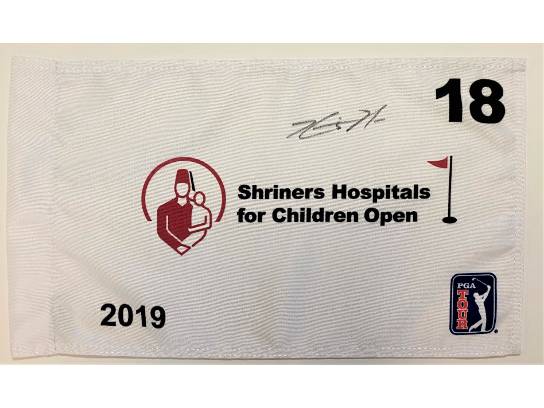 18
Shriners Hospitals
for Children Open
2019
PGA
TOUR